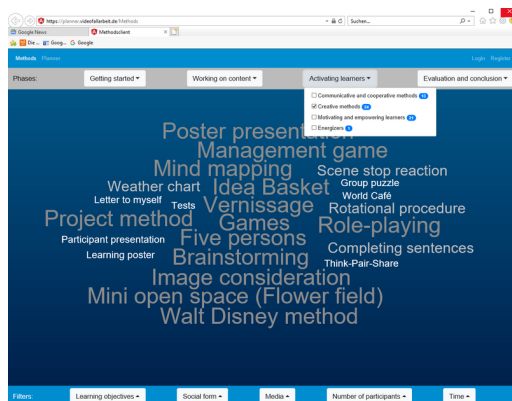 https://planner.videofallarbeit.de/Methods
Suchen...
Google News
Methodsclient
Die ...
Goog...
Google
Methods Planner
Login Register
Phases:
Getting started
Working on content
Activating learners
Evaluation and conclusion
Communicative and cooperative methods
Creative methods 24
Motivating and empowering learners 21
Energizers
Poster presentation
Management game
Mind mapping
Scene stop reaction
Weather chart
Idea Basket
Group puzzle
Letter to myself
Tests
Vernissage
World Café
Rotational procedure
Project method
Games
Role-playing
Participant presentation
Five persons
Completing sentences
Learning poster
Brainstorming
Think-Pair-Share
Image consideration
Mini open space (Flower field)
Walt Disney method
Filters:
Learning objectives
Social form
Media
Number of participants
Time